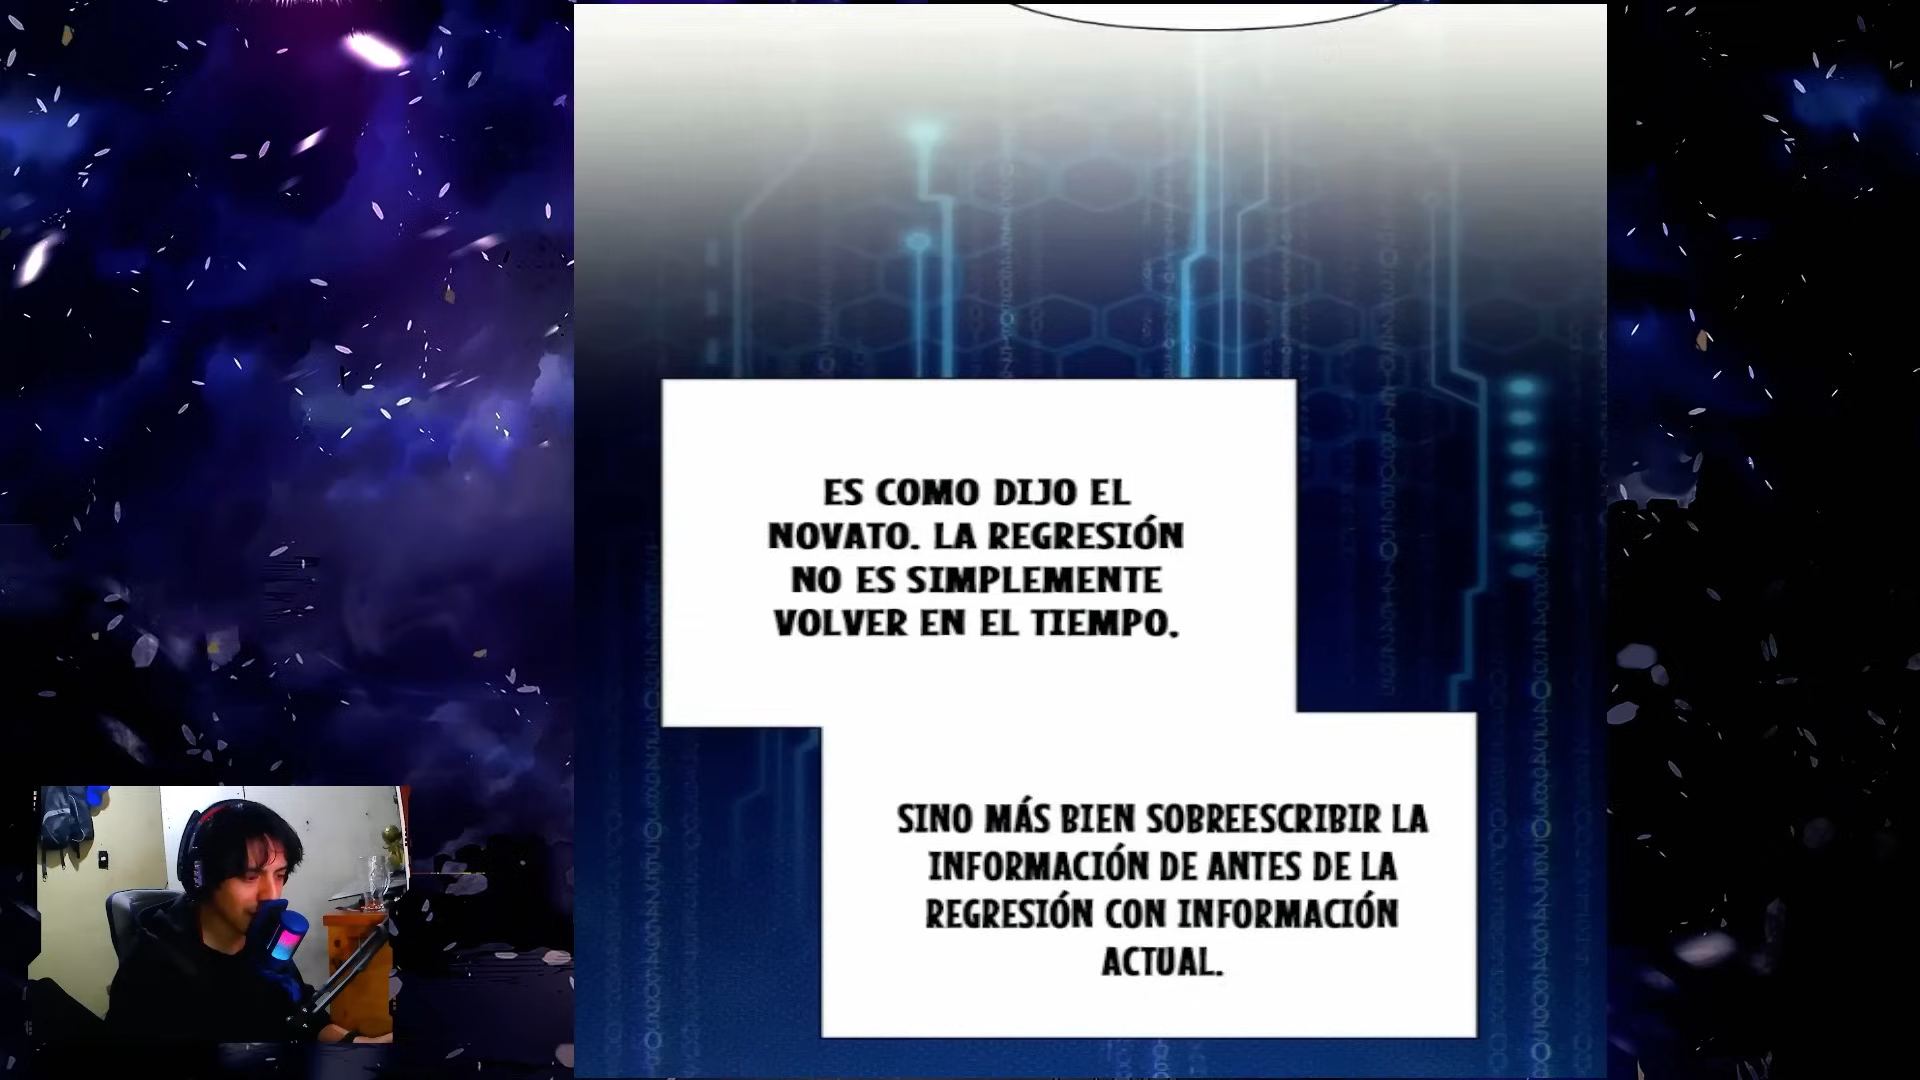 ES COMO DIJO EL
NOVATO. LA REGRESIÓN
NO ES SIMPLEMENTE
VOLVER EN EL TIEMPO.
SINO MÁS BIEN SOBREESCRIBIR LA
INFORMACIÓN DE ANTES DE LA
REGRESIÓN CON INFORMACIÓN
ACTUAL.